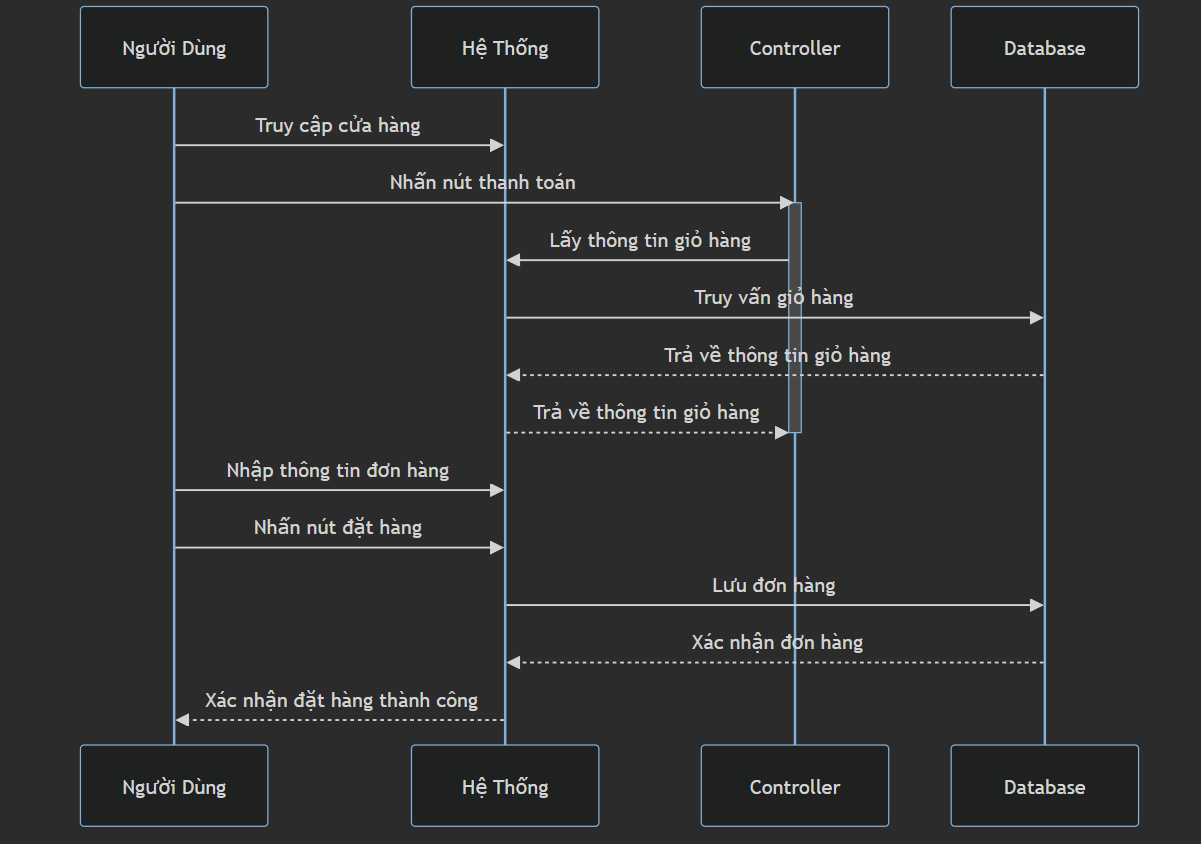 Người Dùng
Hệ Thống
Controller
Database
Truy cập cửa hàng
Nhấn nút thanh toán
Lấy thông tin giỏ hàng
Truy vấn giỏ hàng
Trả về thông tin giỏ hàng
Trả về thông tin giỏ hàng
Nhập thông tin đơn hàng
Nhấn nút đặt hàng
Lưu đơn hàng
Xác nhận đơn hàng
Xác nhận đặt hàng thành công
Người Dùng
Hệ Thống
Controller
Database